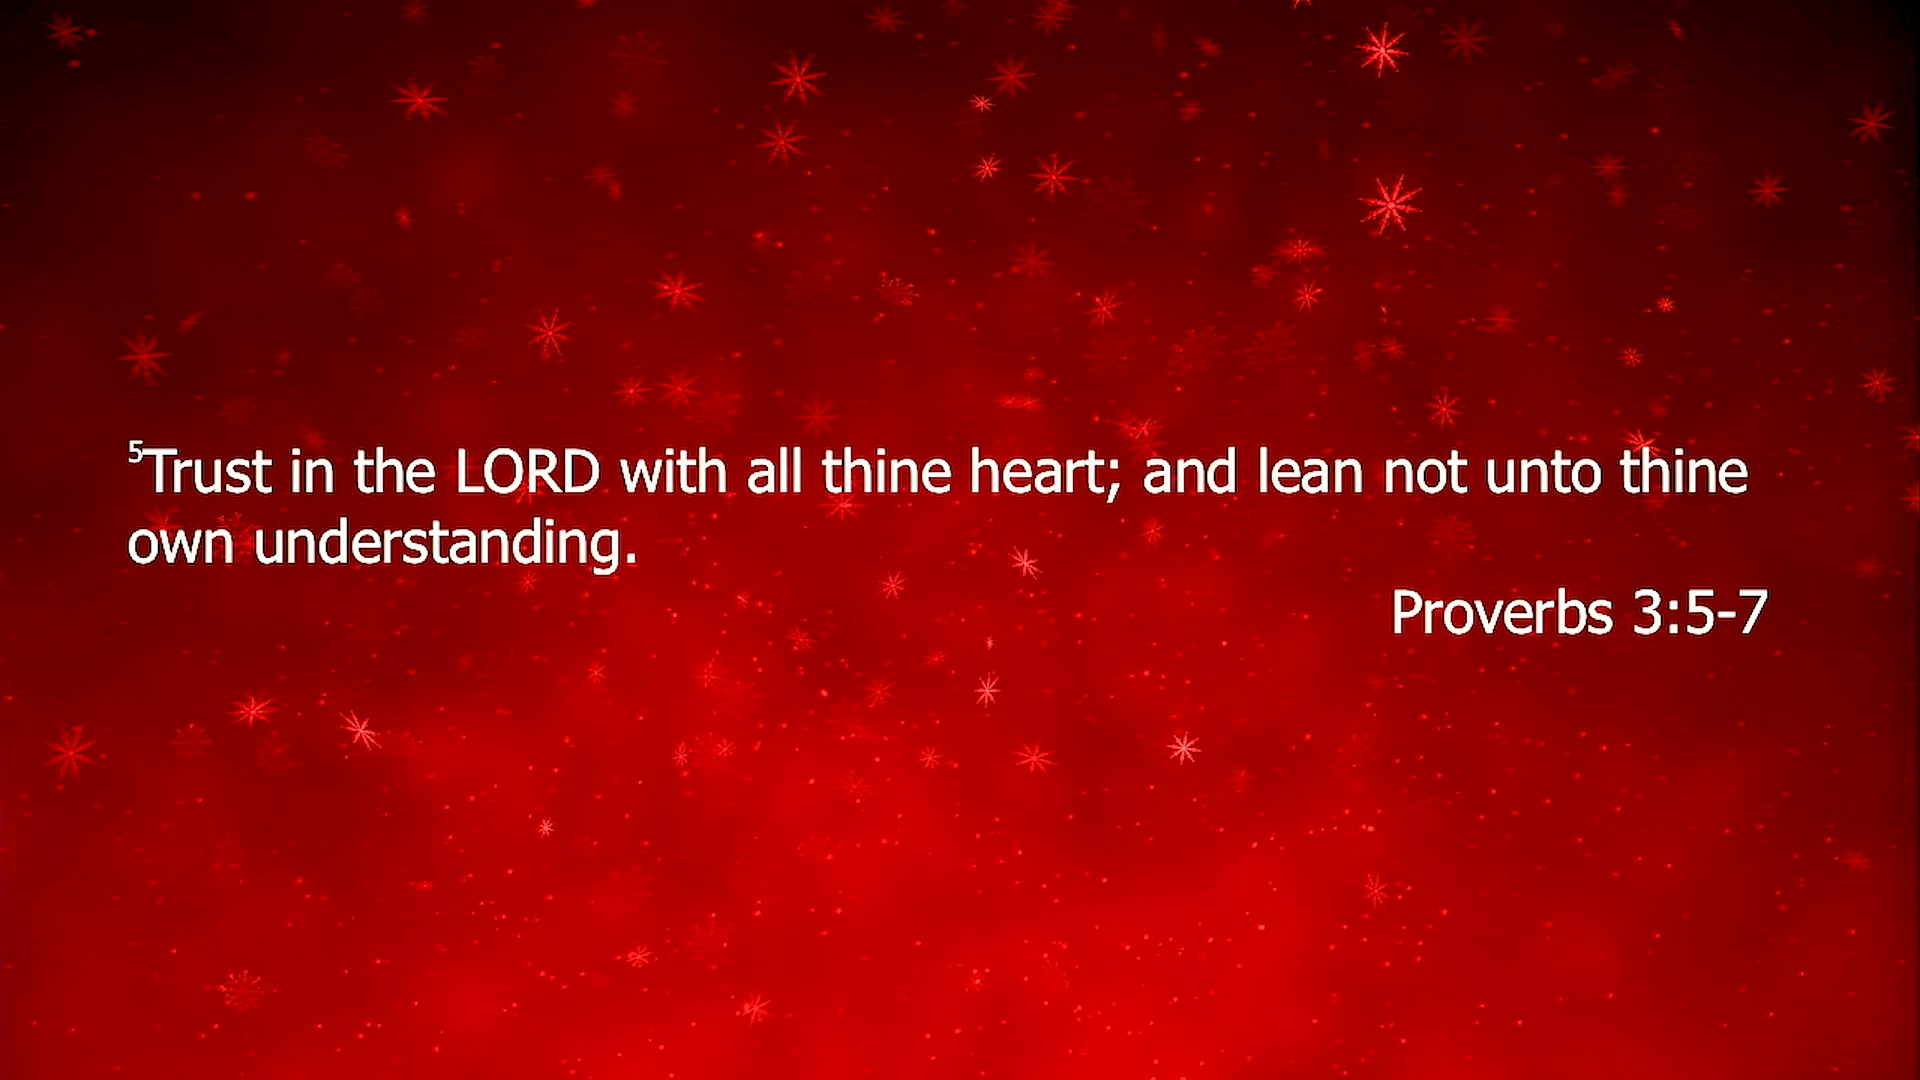 ⁵Trust in the LORD with all thine heart; and lean not unto thine
own understanding.
Proverbs 3:5-7